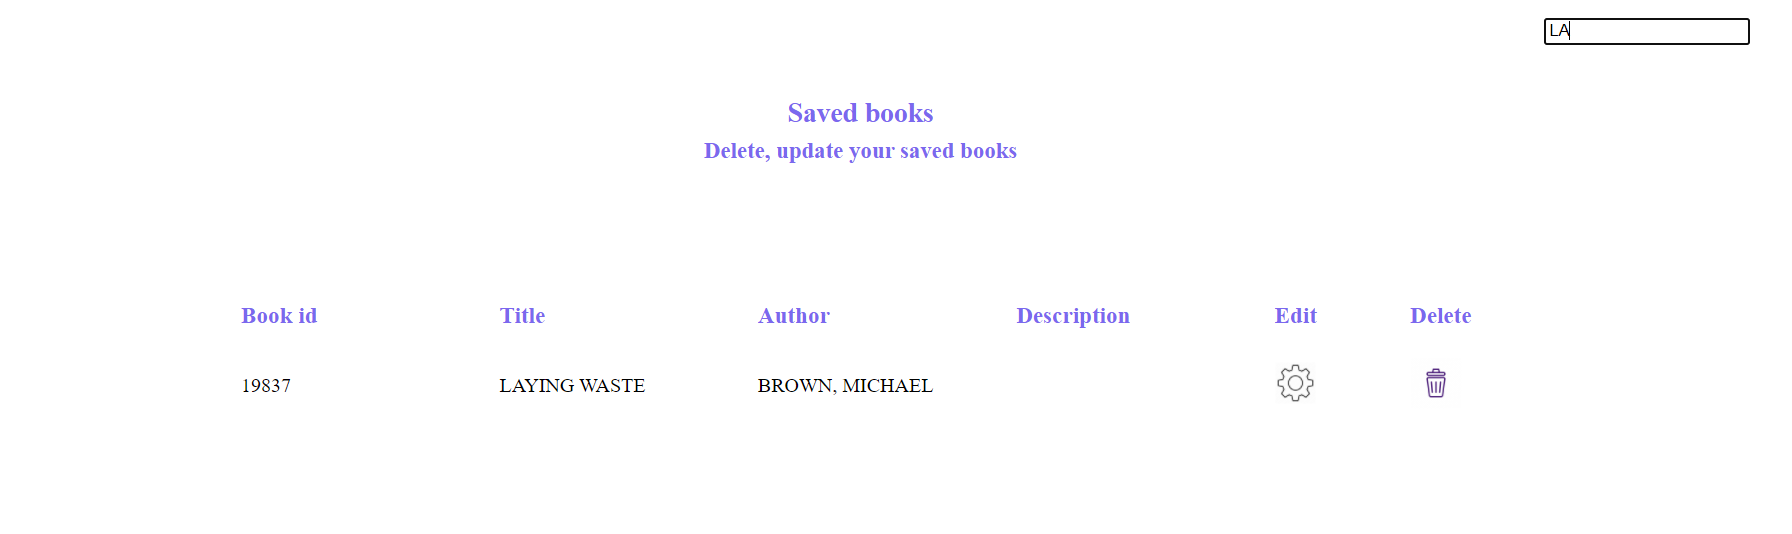 LA
Saved books
Delete, update your saved books
Book id Title Author Description Edit Delete
19837 LAYING WASTE BROWN, MICHAEL